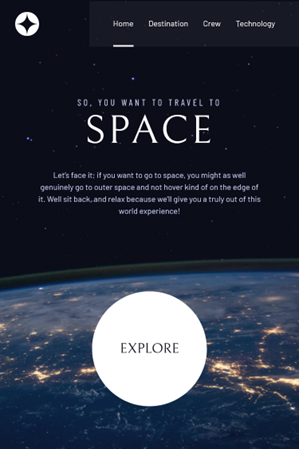 Home Destination Crew Technology
SO, YOU WANT TO TRAVEL TO
SPACE
Let's face it; if you want to go to space, you might as well
genuinely go to outer space and not hover kind of on the edge of
it. Well sit back, and relax because we'll give you a truly out of this
world experience!
EXPLORE